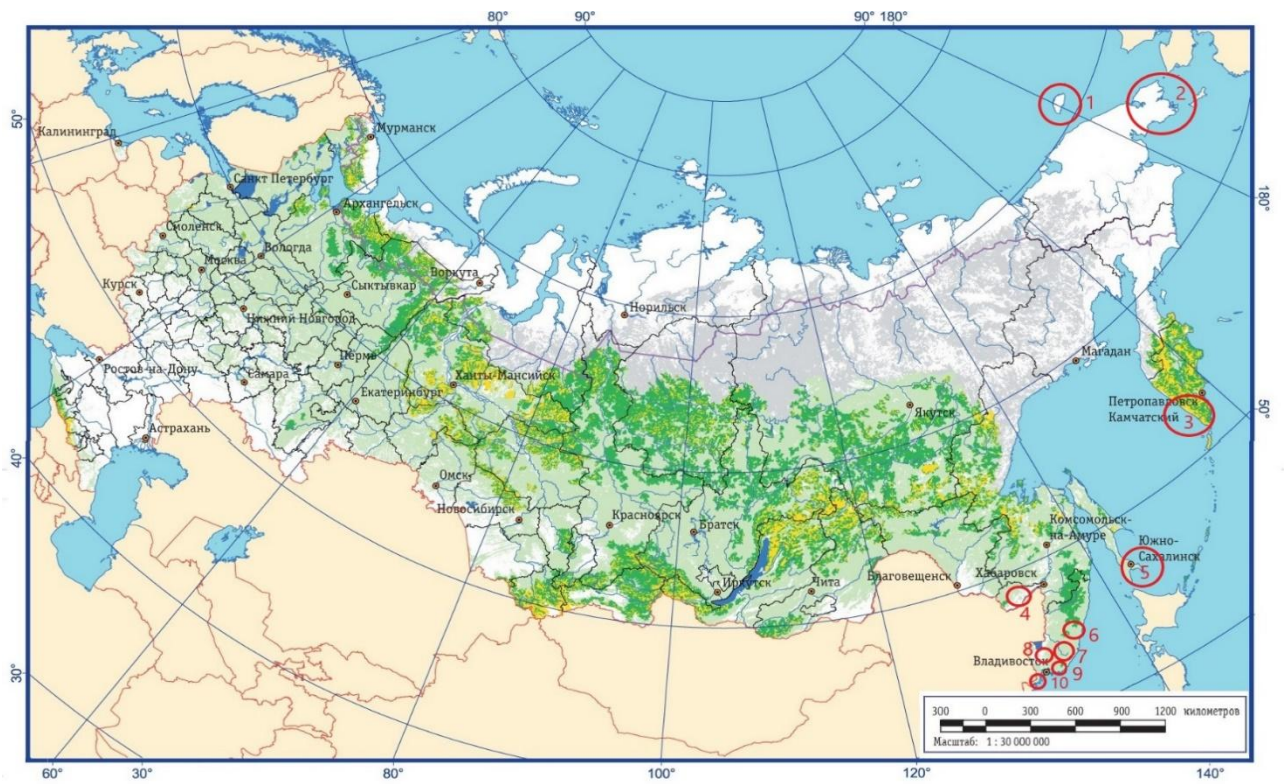 80° 90° 90° 180°
1
2
50°
Калининград
Мурманск
Санкт Петербург
Архангельск
180°
Смоленск
Вологда
Москва
Воркута
Курск
Сыктывкар
Норильск
Нижний Новгород
Магадан
Пермь
Ростов-на-Дону
Самара
Ханты-Мансийск
Екатеринбург
Якутск
Петропавловск
Камчатский
50°
3
Астрахань
40°
Омск
Новосибирск
Красноярск
Братск
Комсомольск-
на-Амуре
Южно-
Сахалинск
5
Хабаровск
Благовещенск
Иркутск
Чита
4
6
8
7
Владивосток
9
10
30°
300 0 300 600 900 1200 километров
Масштаб: 1 : 30 000 000
60° 30° 80° 100° 120° 140°